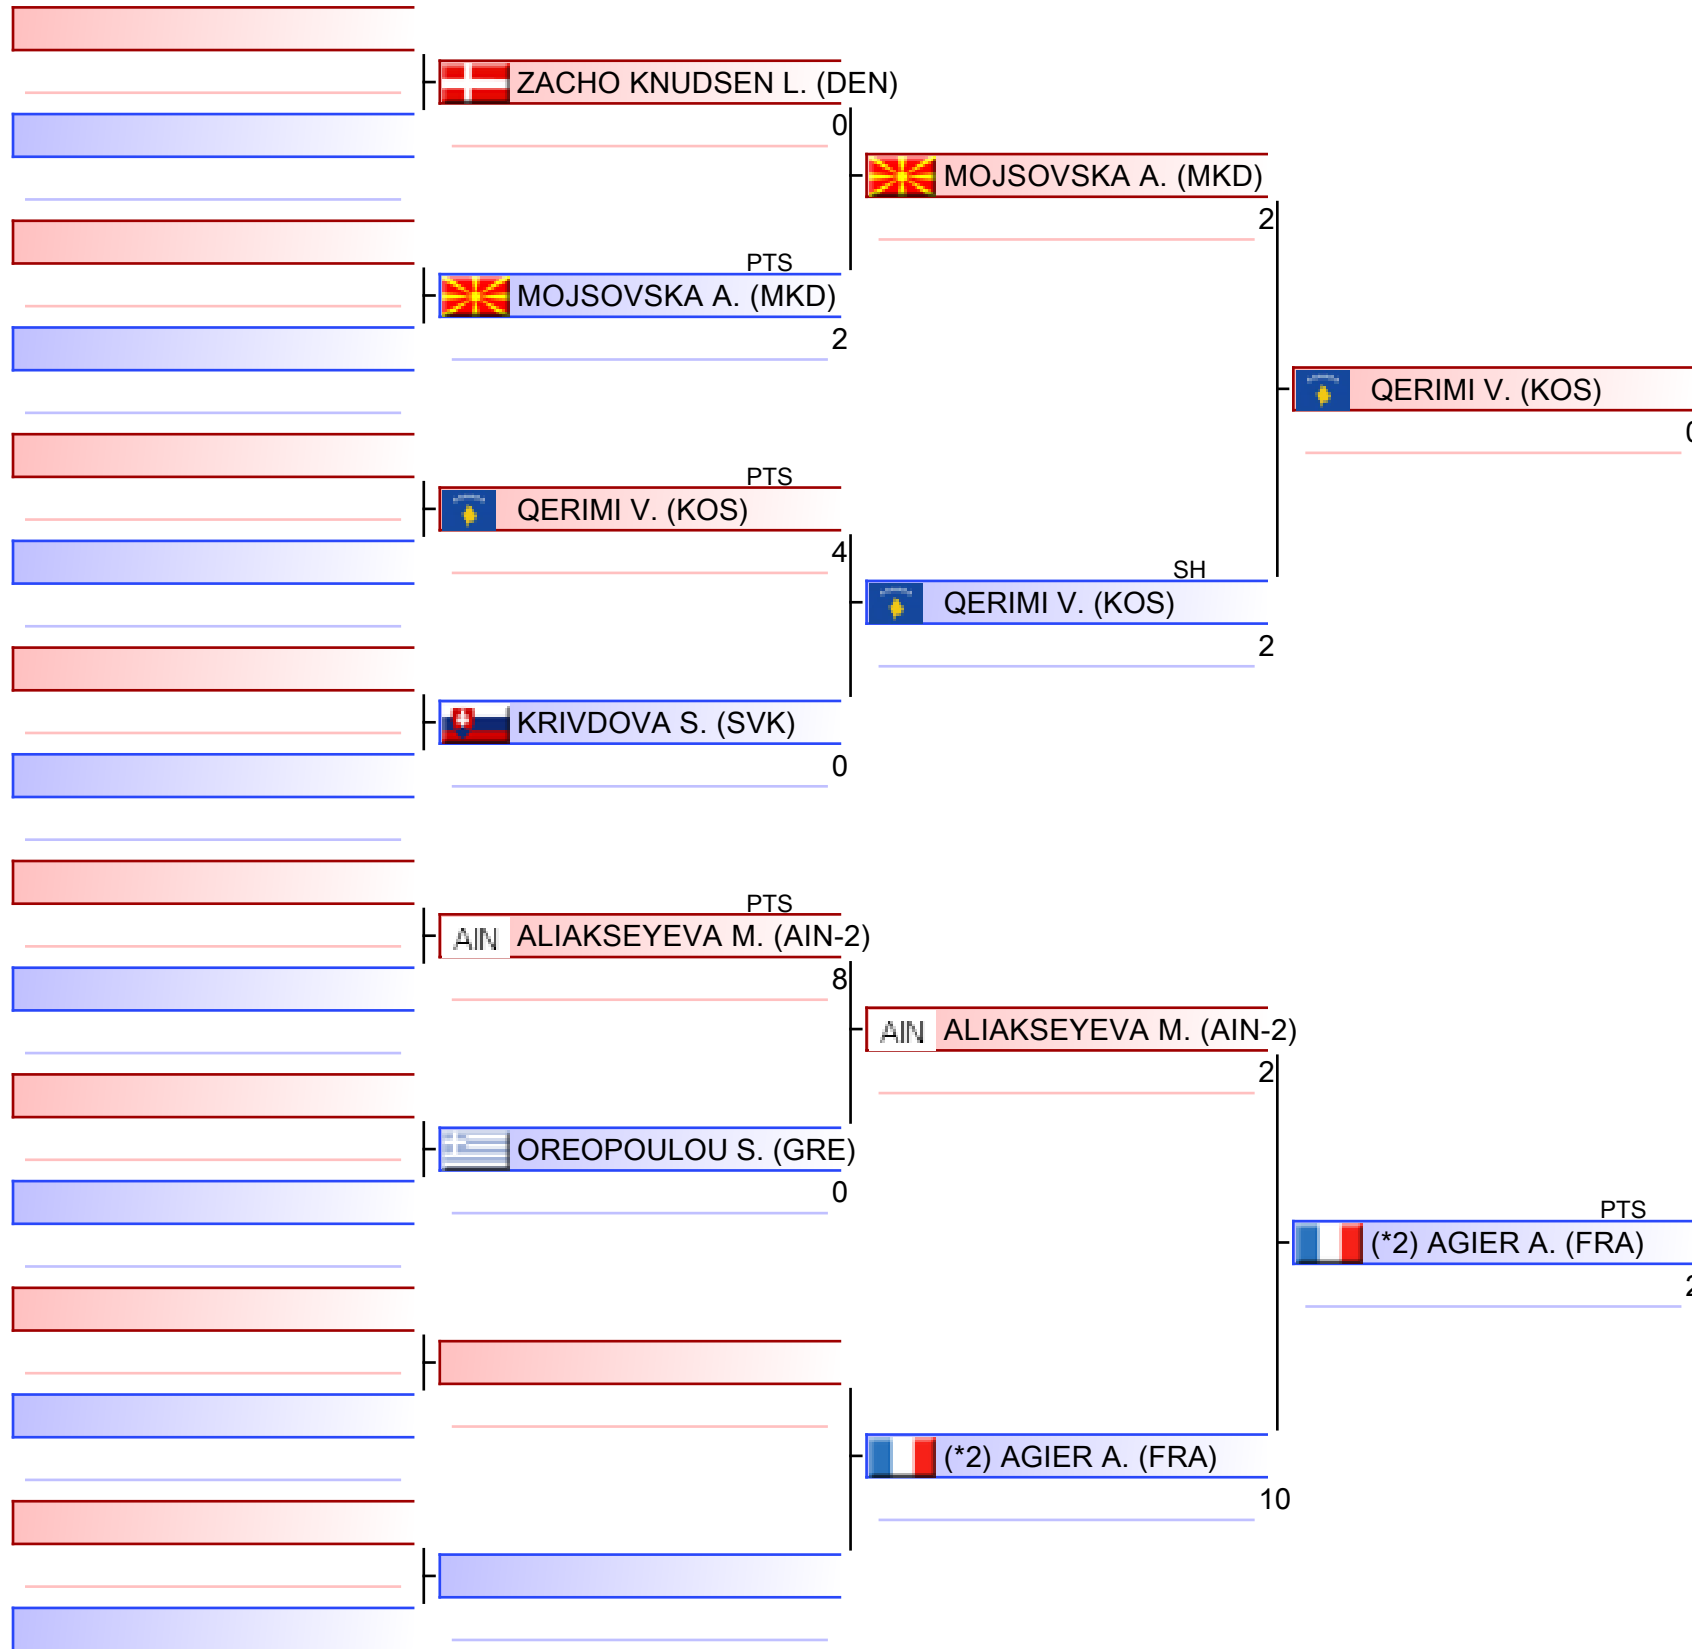 ZACHO KNUDSEN L. (DEN)
0
PTS
MOJSOVSKA A. (MKD)
2
PTS
QERIMI V. (KOS)
4
KRIVDOVA S. (SVK)
0
PTS
AIN ALIAKSEYEVA M. (AIN-2)
8
OREOPOULOU S. (GRE)
0
MOJSOVSKA A. (MKD)
2
SH
QERIMI V. (KOS)
2
AIN ALIAKSEYEVA M. (AIN-2)
2
(*2) AGIER A. (FRA)
10
QERIMI V. (KOS)
0
PTS
(*2) AGIER A. (FRA)
2